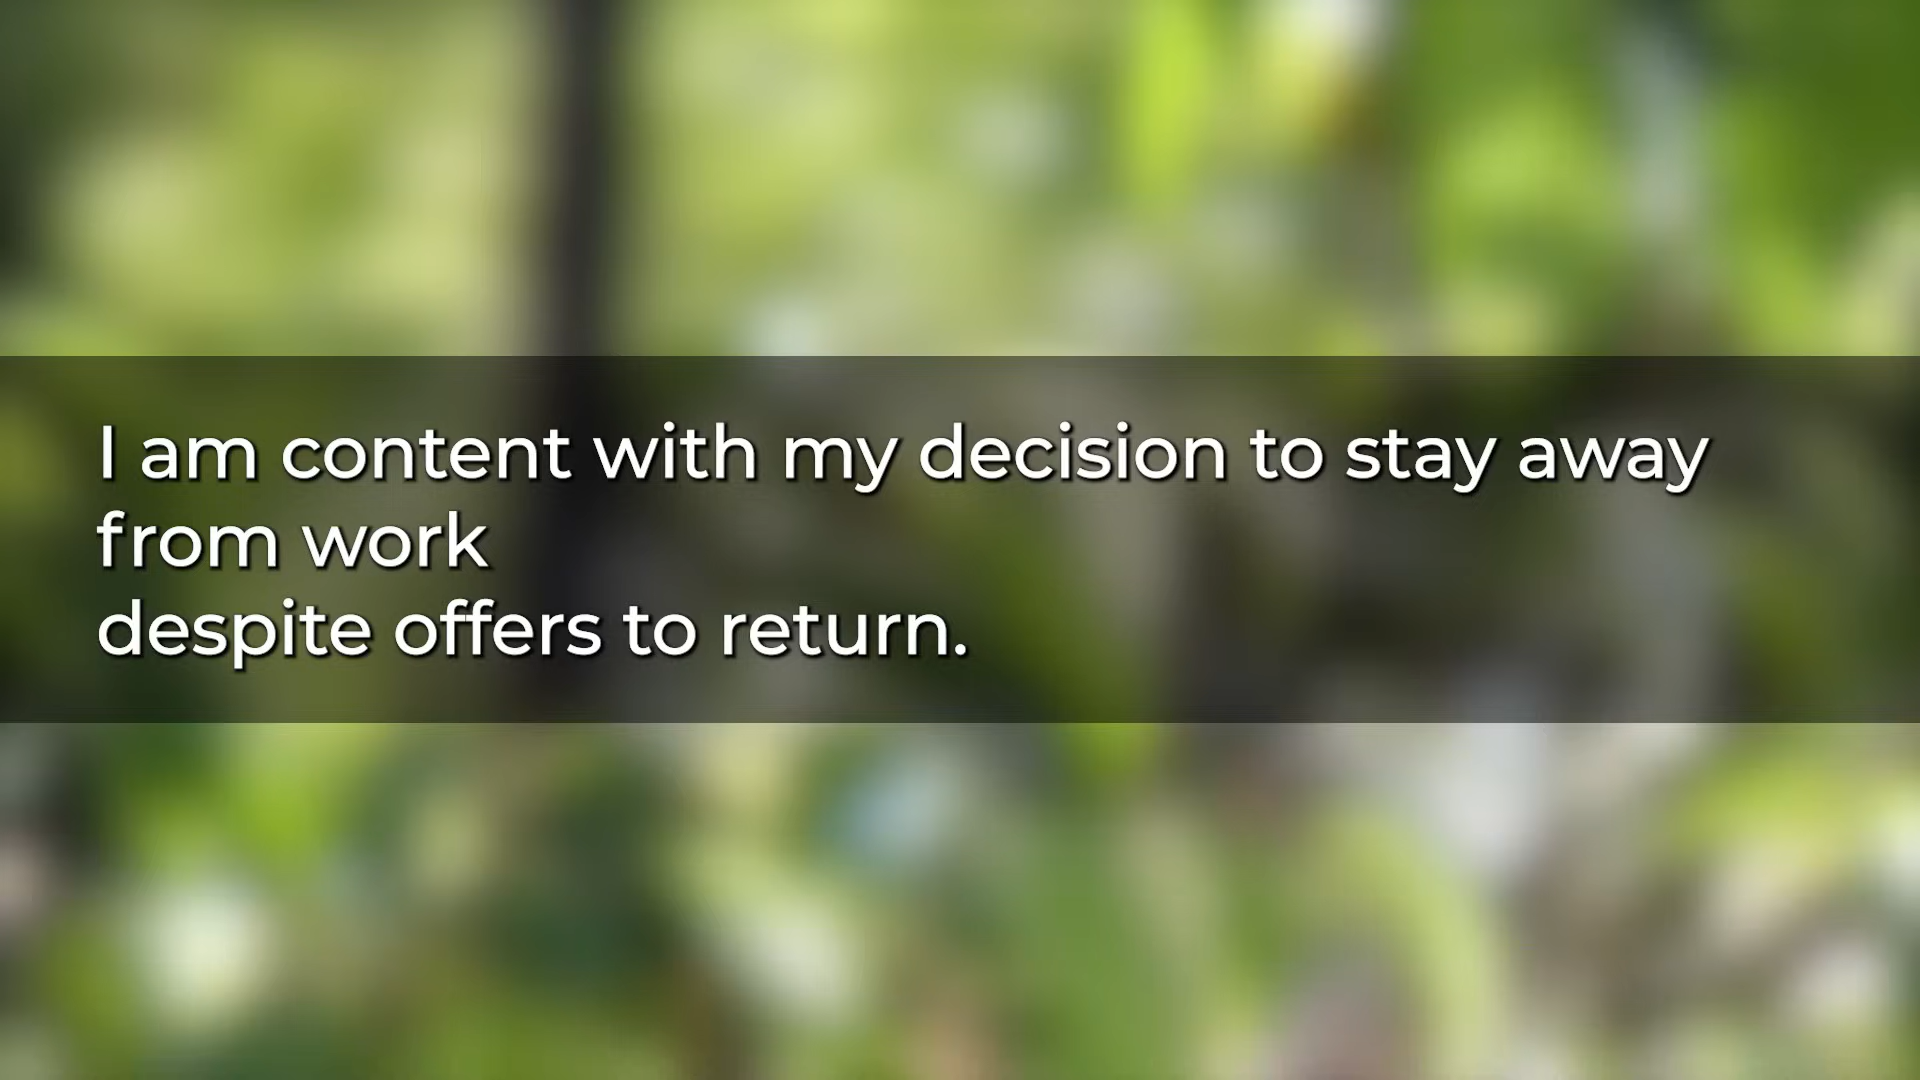 I am content with my decision to stay away
from work
despite offers to return.